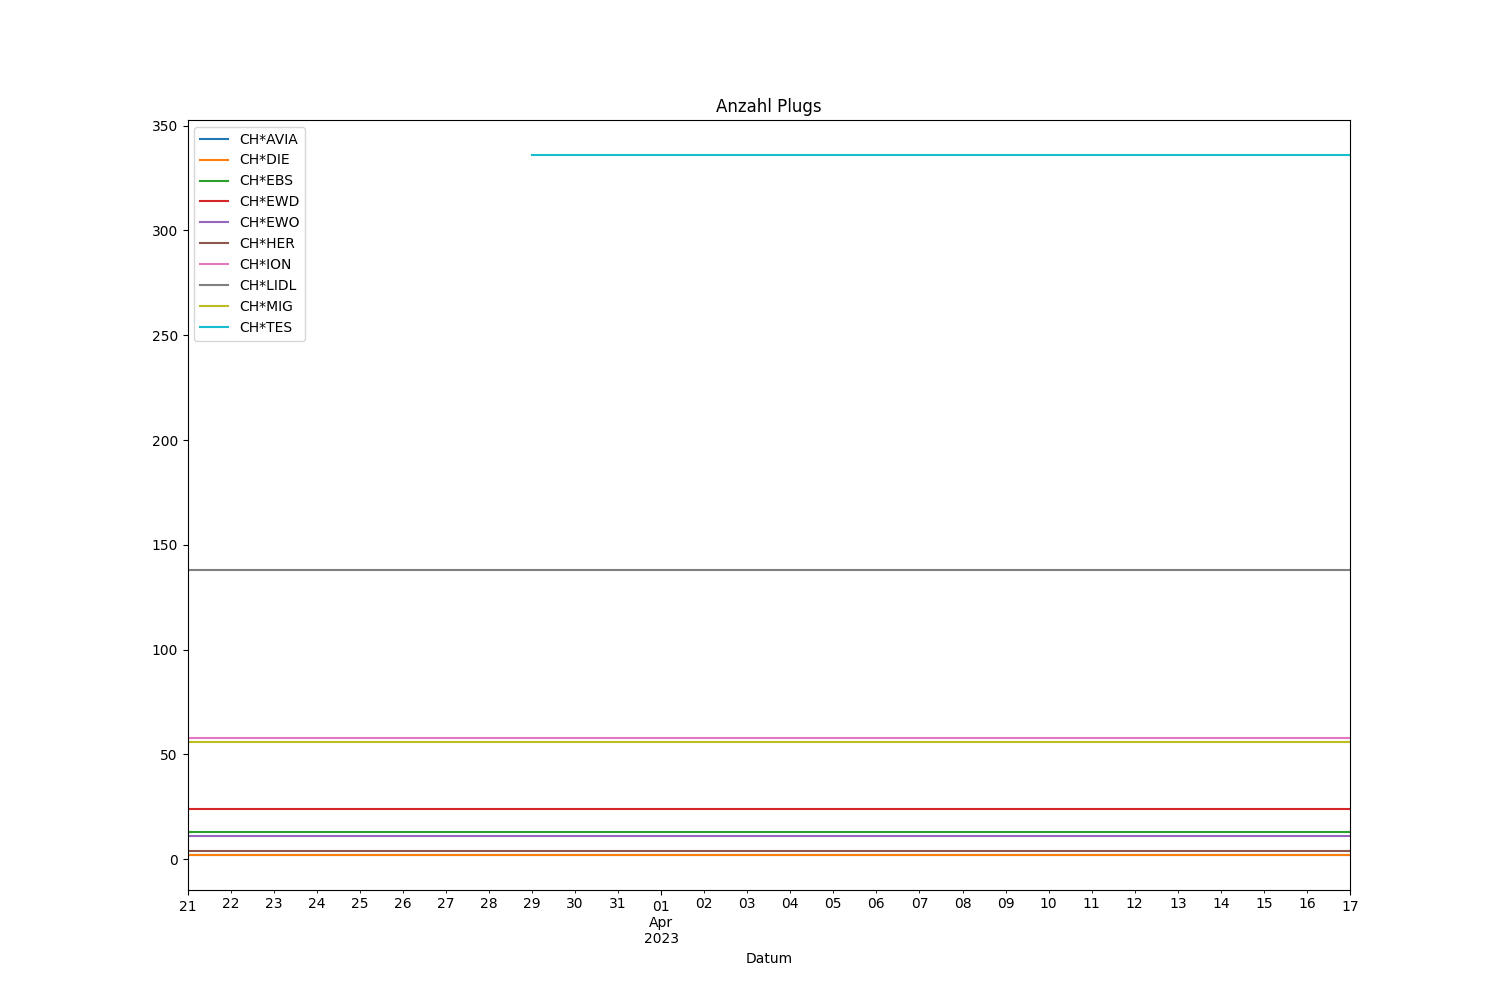 Anzahl Plugs
350
300
250
200
150
100
50
0
CH*AVIA
CH*DIE
CH*EBS
CH*EWD
CH*EWO
CH*HER
CH*ION
CH*LIDL
CH*MIG
CH*TES
21 22 23 24 25 26 27 28 29 30 31 01 02 03 04 05 06 07 08 09 10 11 12 13 14 15 16 17
Apr
2023
Datum